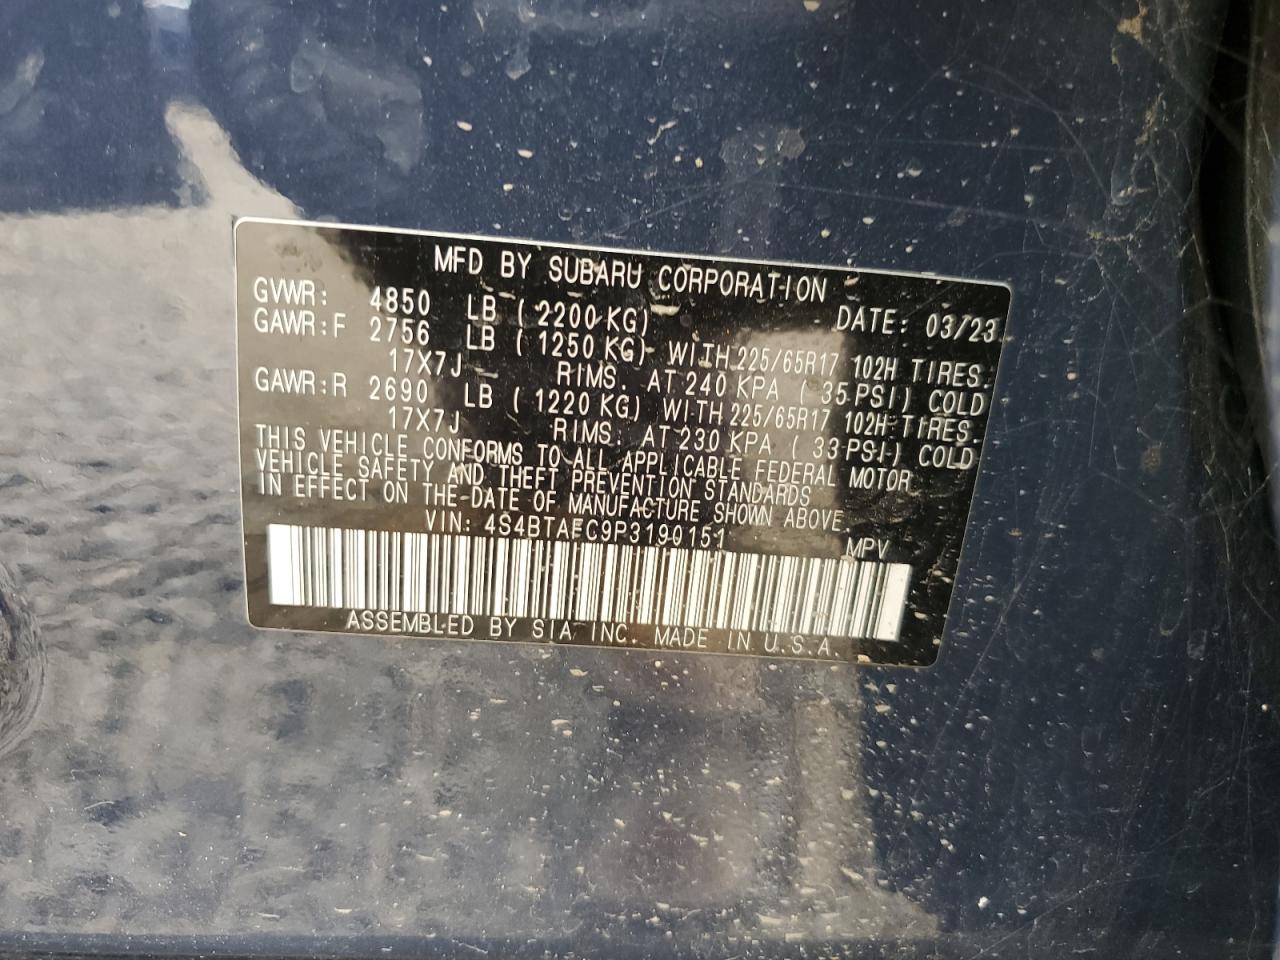 MFD BY SUBARU CORPORATION
GVWR: 4850 LB ( 2200 KG) DATE: 03/23
GAWR:F 2756 LB ( 1250 KG) WITH 225/65R17 102H TIRES.
17X7J RIMS. AT 240 KPA ( 35 PSI) COLD
GAWR:R 2690 LB ( 1220 KG) WITH 225/65R17 102H TIRES.
17X7J RIMS. AT 230 KPA ( 33 PSI) COLD
THIS VEHICLE CONFORMS TO ALL APPLICABLE FEDERAL MOTOR
VEHICLE SAFETY AND THEFT PREVENTION STANDARDS
IN EFFECT ON THE DATE OF MANUFACTURE SHOWN ABOVE.
VIN: 4S4BTAFC9P3190151 MPV
ASSEMBLED BY SIA INC. MADE IN U.S.A.